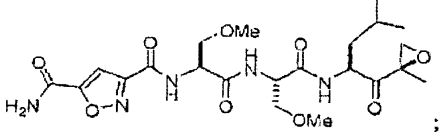 OMe
O O H O O
O N
N N
H2N O N H O H O
OMe ;